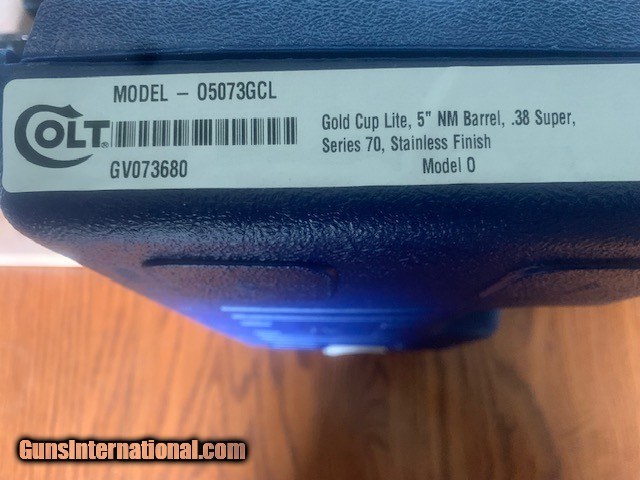 MODEL - O5073GCL
COLT®
GV073680
Gold Cup Lite, 5" NM Barrel, .38 Super,
Series 70, Stainless Finish
Model O
GunsInternational.com